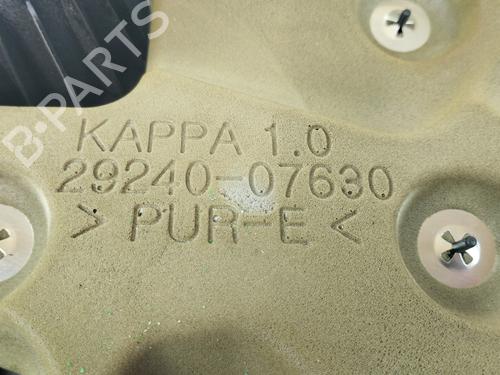 B-PARTS
KAPPA 1.0
29240-07630
> PUR-E <